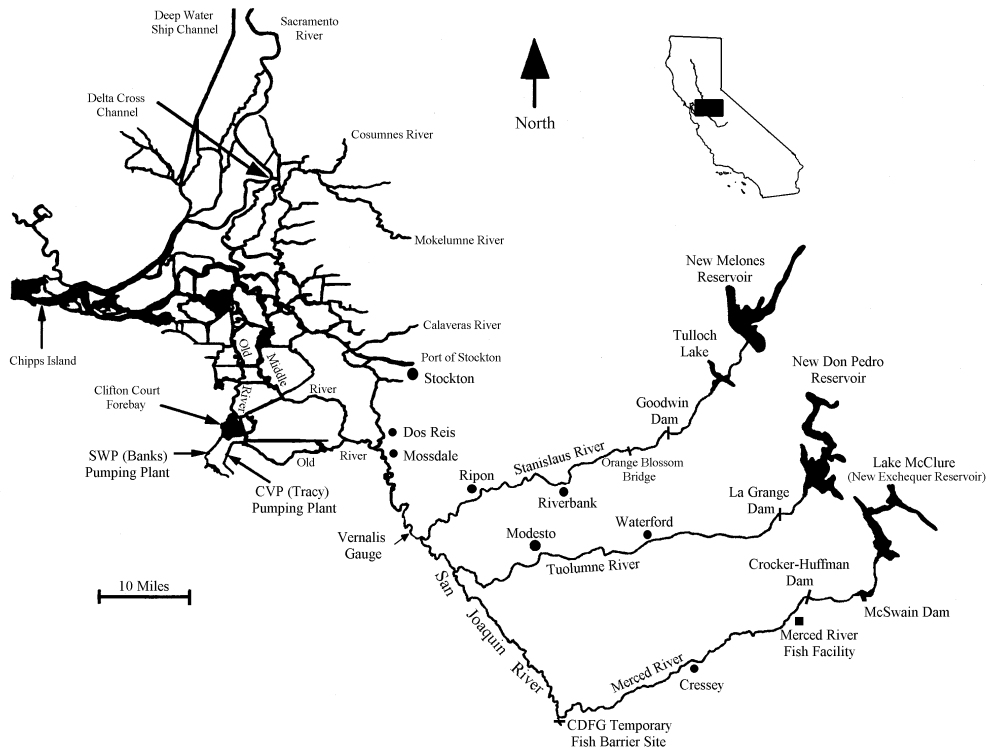 Deep Water
Ship Channel
Sacramento
River
Delta Cross
Channel
North
Cosumnes River
Mokelumne River
New Melones
Reservoir
Chipps Island
Calaveras River
Tulloch
Lake
Old
River
Middle
River
Port of Stockton
Stockton
New Don Pedro
Reservoir
Clifton Court
Forebay
Goodwin
Dam
Dos Reis
Mossdale
SWP (Banks)
Pumping Plant
Old
River
CVP (Tracy)
Pumping Plant
Ripon
Stanislaus River
Orange Blossom
Bridge
Riverbank
Lake McClure
(New Exchequer Reservoir)
La Grange
Dam
Vernalis
Gauge
Modesto
Waterford
Tuolumne River
Crocker-Huffman
Dam
10 Miles
San Joaquin River
McSwain Dam
Merced River
Fish Facility
Merced River
Cressey
CDFG Temporary
Fish Barrier Site